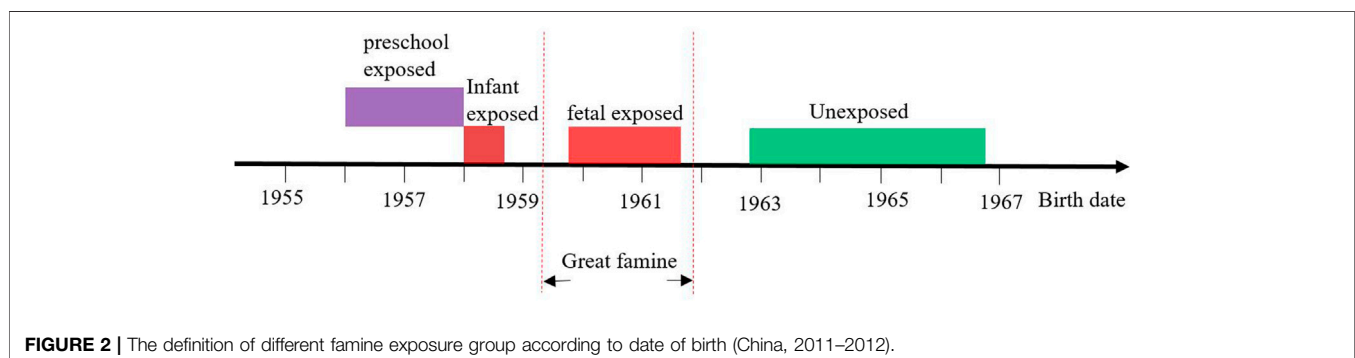 preschool
exposed
Infant
exposed
fetal exposed
Unexposed
1955
1957
1959
1961
1963
1965
1967
Birth date
Great famine
FIGURE 2 | The definition of different famine exposure group according to date of birth (China, 2011–2012).